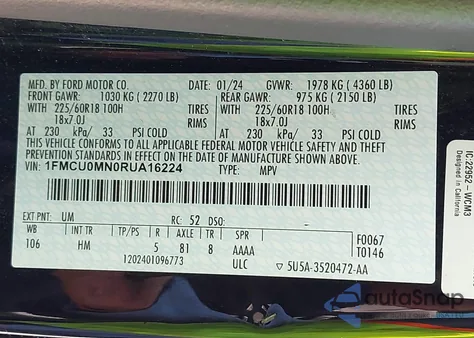 MFD. BY FORD MOTOR CO. DATE: 01/24 GVWR: 1978 KG ( 4360 LB)
FRONT GAWR: 1030 KG ( 2270 LB) REAR GAWR: 975 KG ( 2150 LB)
WITH 225/60R18 100H TIRES WITH 225/60R18 100H TIRES
18x7.0J RIMS 18x7.0J RIMS
AT 230 kPa/ 33 PSI COLD AT 230 kPa/ 33 PSI COLD
THIS VEHICLE CONFORMS TO ALL APPLICABLE FEDERAL MOTOR VEHICLE SAFETY AND THEFT
PREVENTION STANDARDS IN EFFECT ON THE DATE OF MANUFACTURE SHOWN ABOVE.
VIN: 1FMCU0MN0RUA16224 TYPE: MPV
EXT PNT: UM RC: 52 DSO:
WB INT TR TP/PS R AXLE TR SPR F0067
106 HM 5 81 8 AAAA T0146
1202401096773 ULC ▽ 5U5A-3520472-AA
IC:22952 - WCM3
Designed in California
autoSnap